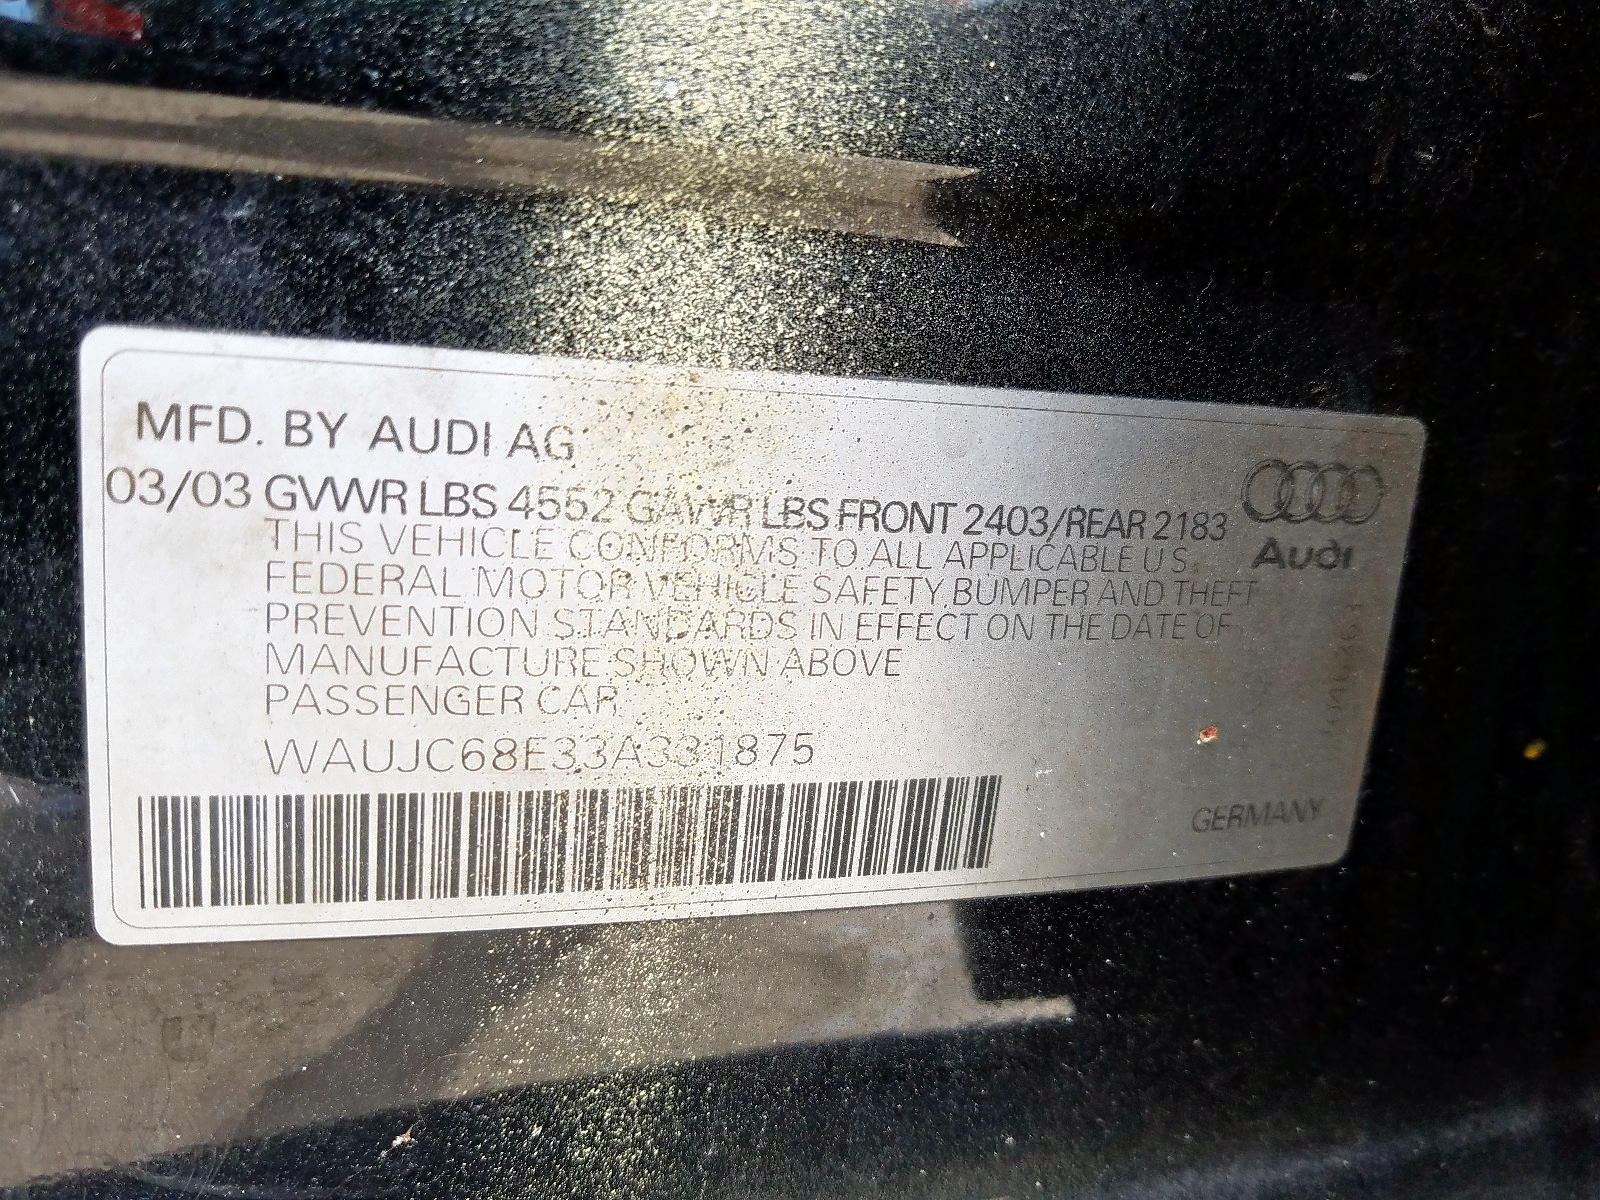 MFD. BY AUDI AG
03/03 GVWR LBS 4552 GAWR LBS FRONT 2403/REAR 2183
THIS VEHICLE CONFORMS TO ALL APPLICABLE U.S.
FEDERAL MOTOR VEHICLE SAFETY, BUMPER AND THEFT
PREVENTION STANDARDS IN EFFECT ON THE DATE OF
MANUFACTURE SHOWN ABOVE
PASSENGER CAR
WAUJC68E33A331875
Audi
GERMANY